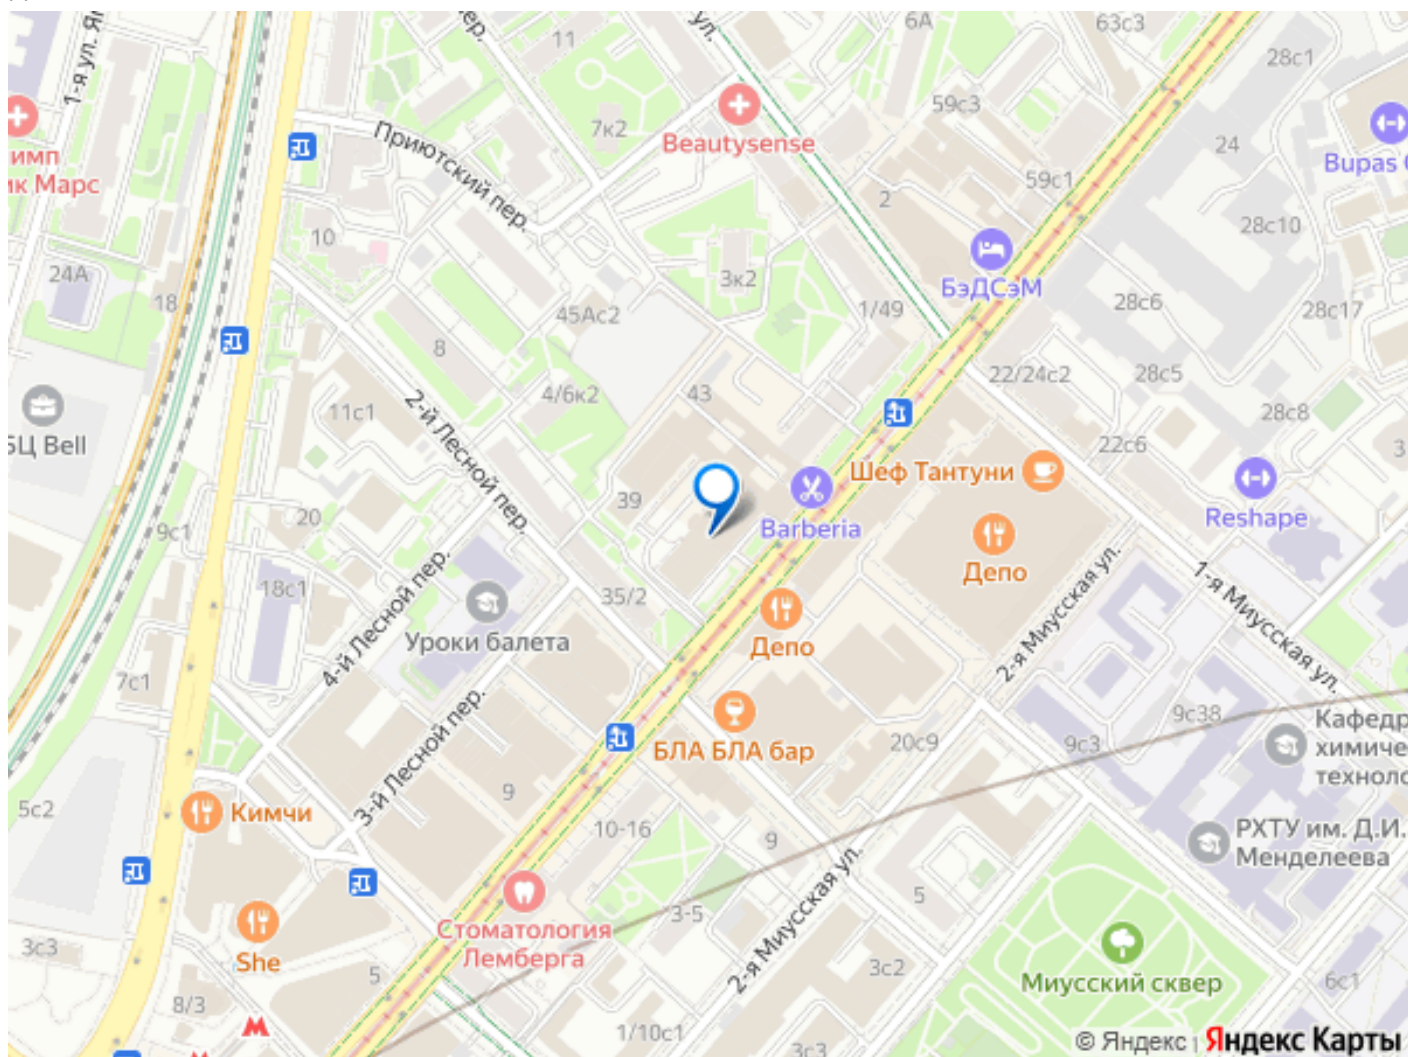 11
6А
63с3
28с1
1-я ул. Я
пер.
ул.
59с3
7к2
Beautysense
24
имп
ик Марс
Приютский пер.
59с1
Bupas
2
10
28с10
24А
18
3к2
БэДСэМ
45Ас2
1/49
28с6
28с17
8
4/6к2
43
22/24с2
28с5
БЦ Bell
11с1
2-й Лесной пер.
28с8
22с6
3
Шеф Тантуни
39
Barberia
Reshape
9с1
20
Депо
18с1
4-й Лесной пер.
35/2
Уроки балета
Депо
2-я Миусская ул.
1-я Миусская ул.
7с1
3-й Лесной пер.
9с38
Кафедр
химиче
техноло
БЛА БЛА бар
20с9
9с3
5с2
Кимчи
9
10-16
9
РХТУ им. Д.И.
Менделеева
2-я Миусская ул.
5
3-5
Стоматология
Лемберга
3с3
She
5
3с2
Миусский сквер
6с1
8/3
1/10с1
3с3
© Яндекс
Яндекс Карты